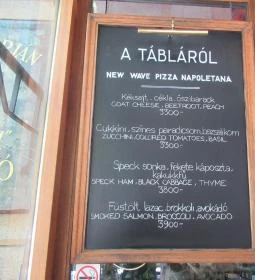 A TÁBLÁRÓL
NEW WAVE PIZZA NAPOLETANA
Kéksajt, cékla, őszibarack
GOAT CHEESE, BEETROOT, PEACH
3300-
Cukkini, színes paradicsom, bazsalikom
ZUCCHINI, COLORED TOMATOES, BASIL
3300-
Speck sonka, fekete káposzta,
kakukkfű
SPECK HAM, BLACK CABBAGE, THYME
3800-
Füstölt lazac, brokkoli, avokádó
SMOKED SALMON, BROCCOLI, AVOCADO
3900-